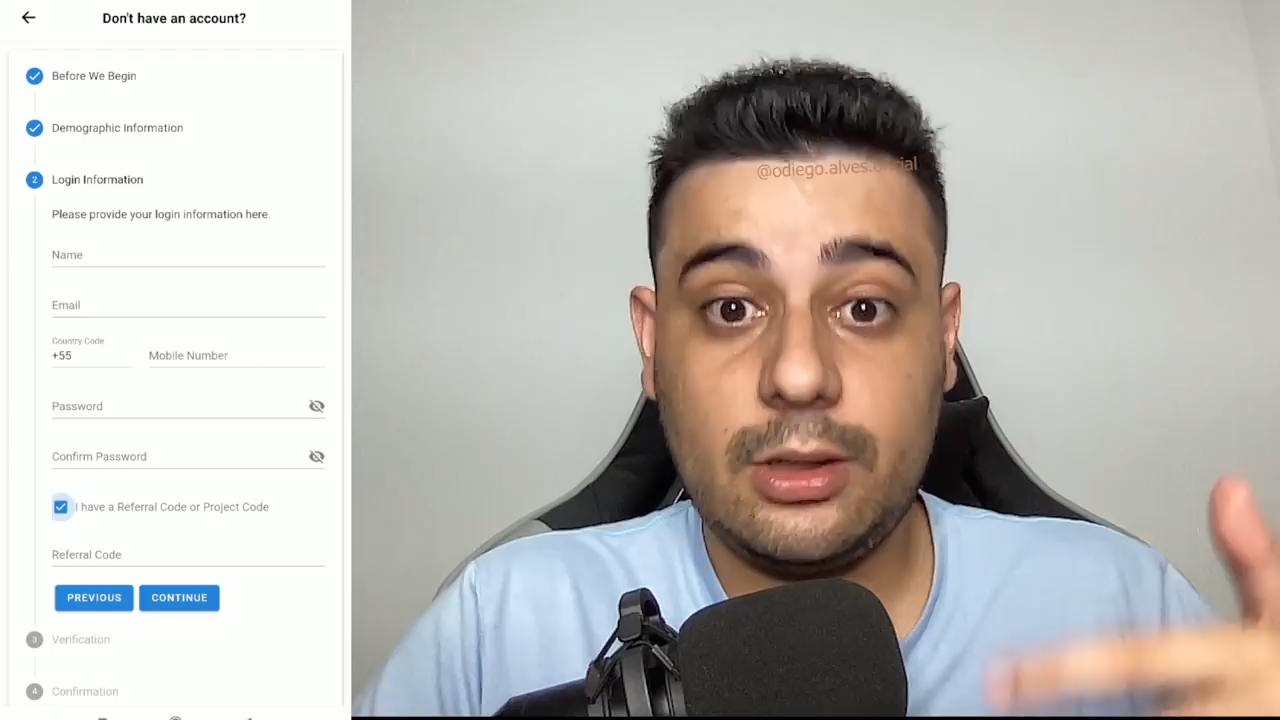 Don't have an account?
Before We Begin
Demographic Information
2 Login Information
Please provide your login information here.
Name
Email
Country Code
+55 Mobile Number
Password
Confirm Password
I have a Referral Code or Project Code
Referral Code
PREVIOUS CONTINUE
3 Verification
4 Confirmation
@odiego.alves.oficial